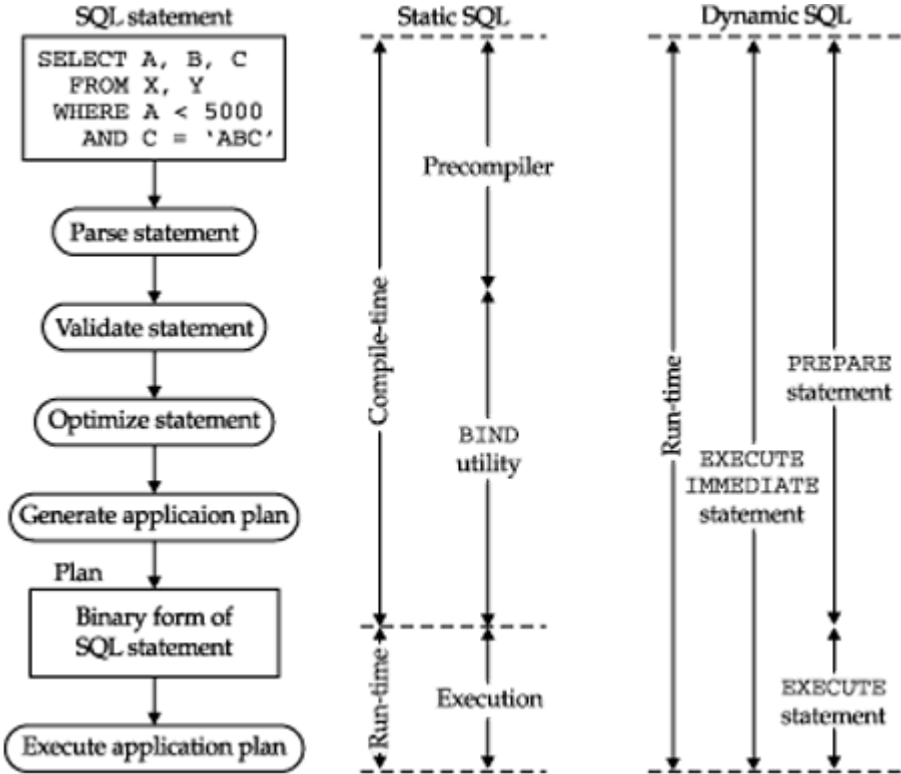 SQL statement
SELECT A, B, C
FROM X, Y
WHERE A < 5000
AND C = ‘ABC’
Parse statement
Validate statement
Optimize statement
Generate applicaion plan
Plan
Binary form of
SQL statement
Execute application plan
Static SQL
Compile-time
Run-time
Precompiler
BIND
utility
Execution
Dynamic SQL
Run-time
EXECUTE
IMMEDIATE
statement
PREPARE
statement
EXECUTE
statement